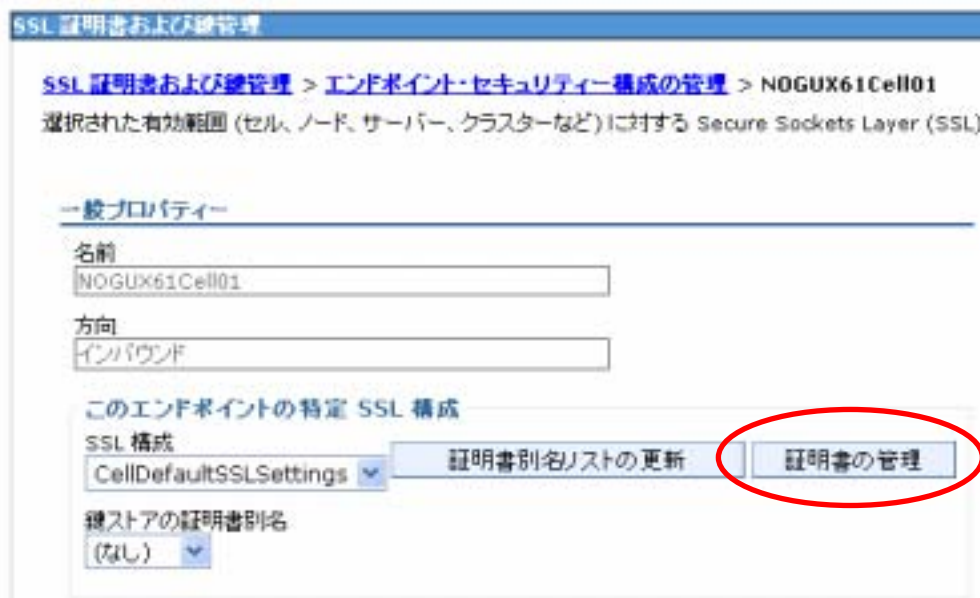 SSL 証明書および鍵管理
SSL 証明書および鍵管理 > エンドポイント・セキュリティー構成の管理 > NOGUX61Cell01
選択された有効範囲 (セル、ノード、サーバー、クラスターなど) に対する Secure Sockets Layer (SSL)
一般プロパティー
名前
NOGUX61Cell01
方向
インバウンド
このエンドポイントの特定 SSL 構成
SSL 構成
CellDefaultSSLSettings 証明書別名リストの更新 証明書の管理
鍵ストアの証明書別名
(なし)